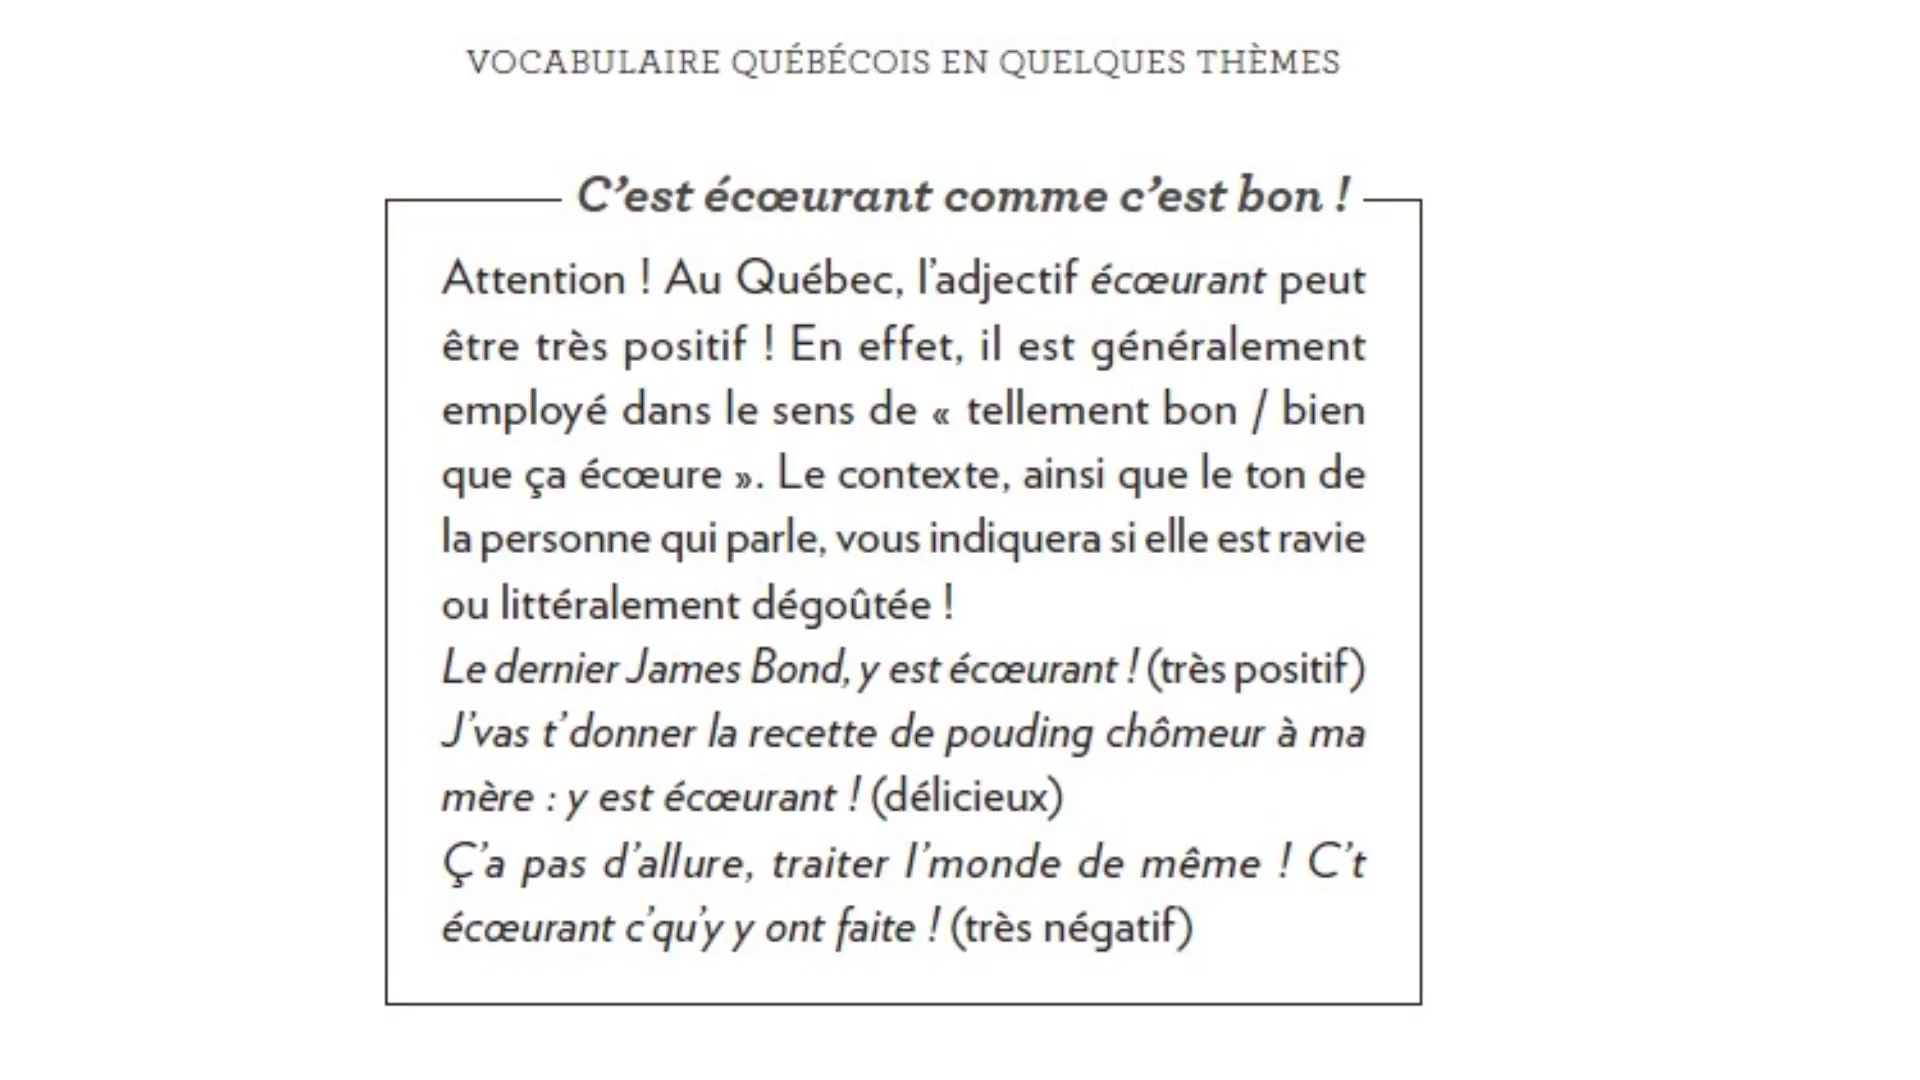 VOCABULAIRE QUÉBÉCOIS EN QUELQUES THÈMES
C'est écœurant comme c'est bon !
Attention ! Au Québec, l'adjectif écœurant peut
être très positif ! En effet, il est généralement
employé dans le sens de « tellement bon / bien
que ça écœure ». Le contexte, ainsi que le ton de
la personne qui parle, vous indiquera si elle est ravie
ou littéralement dégoûtée !
Le dernier James Bond, y est écœurant ! (très positif)
J'vas t'donner la recette de pouding chômeur à ma
mère : y est écœurant ! (délicieux)
Ç'a pas d'allure, traiter l'monde de même ! C't
écœurant c'qu'y y ont faite ! (très négatif)